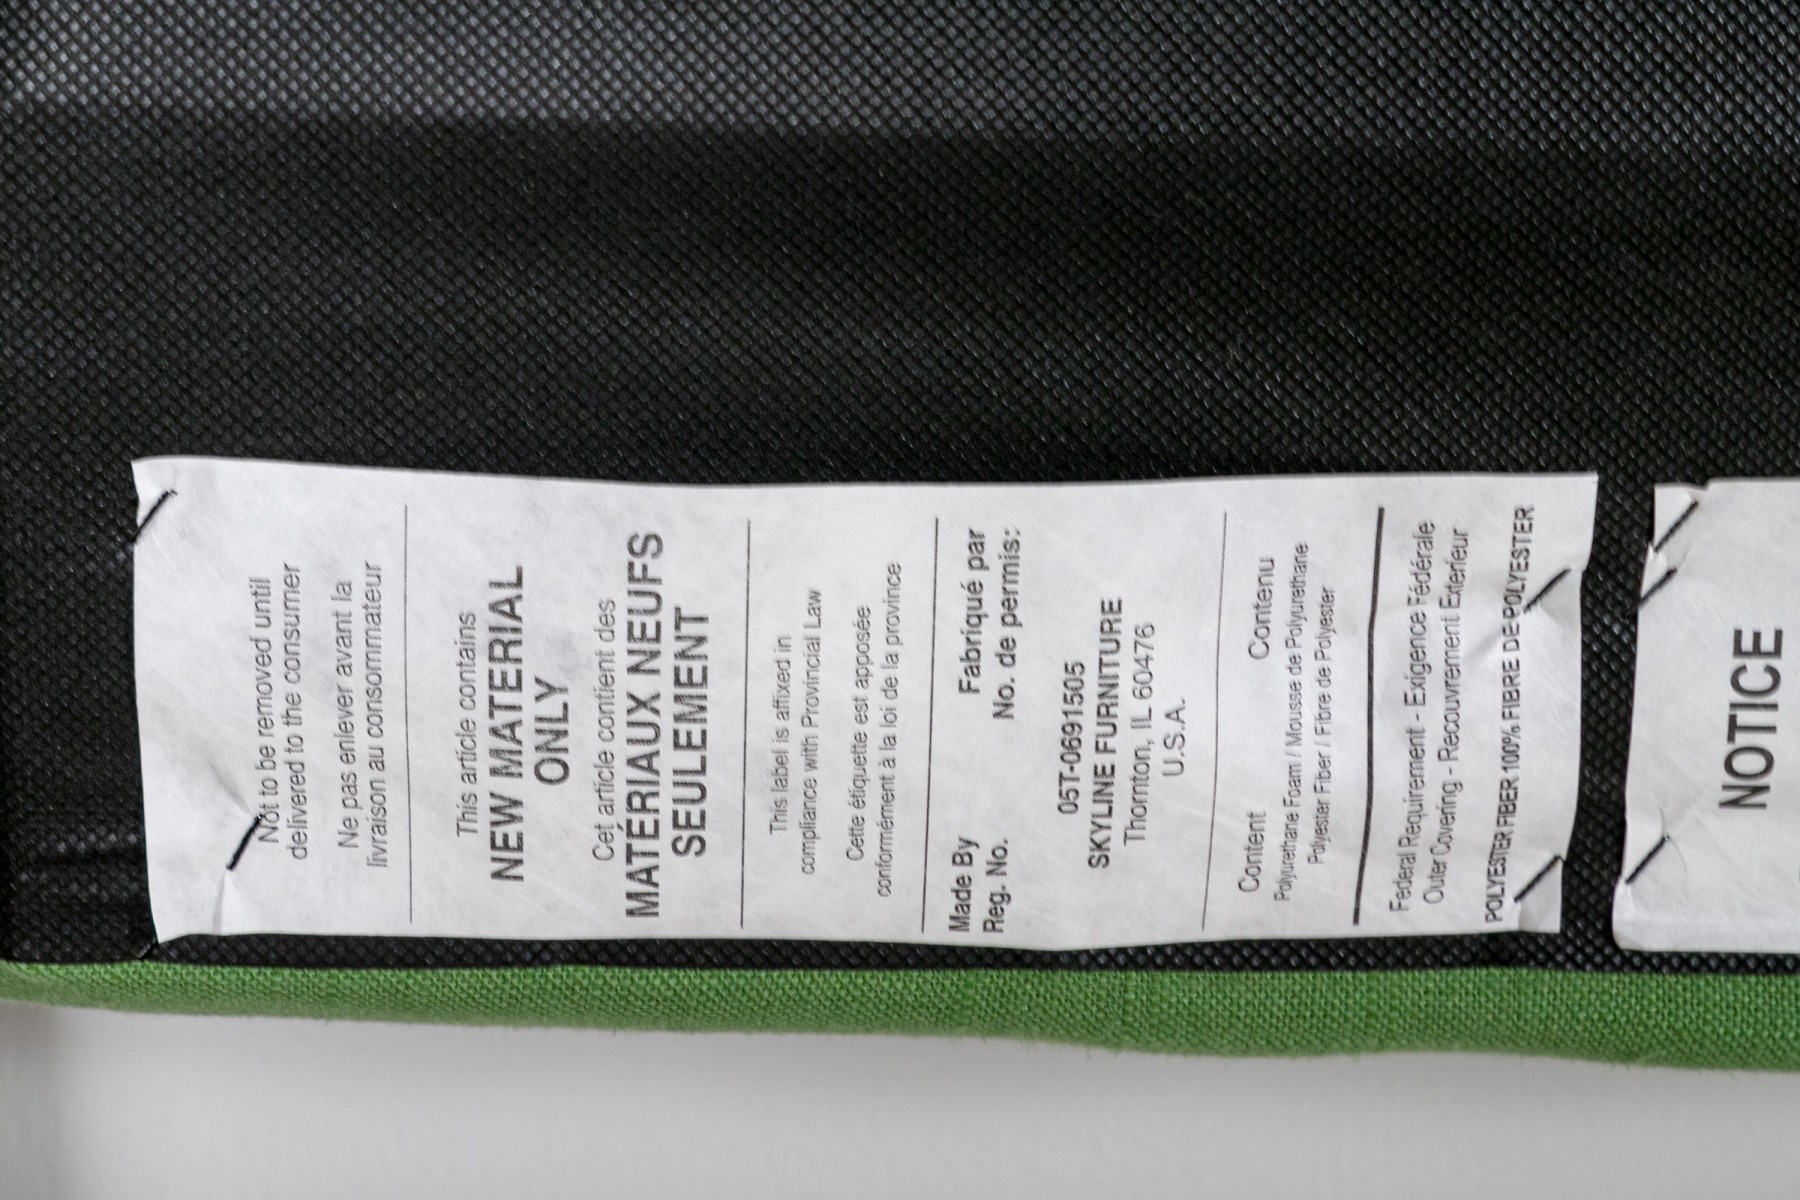 Not to be removed until
delivered to the consumer
Ne pas enlever avant la
livraison au consommateur
This article contains
NEW MATERIAL
ONLY
Cet article contient des
MATÉRIAUX NEUFS
SEULEMENT
This label is affixed in
compliance with Provincial Law
Cette étiquette est apposée
conformément à la loi de la province
Made By Fabriqué par
Reg. No. No. de permis:
05T-0691505
SKYLINE FURNITURE
Thornton, IL 60476
U.S.A.
Content Contenu
Polyurethane Foam / Mousse de Polyurethane
Polyester Fiber / Fibre de Polyester
Federal Requirement - Exigence Fédérale
Outer Covering - Recouvrement Extérieur
POLYESTER FIBER 100% FIBRE DE POLYESTER
NOTICE